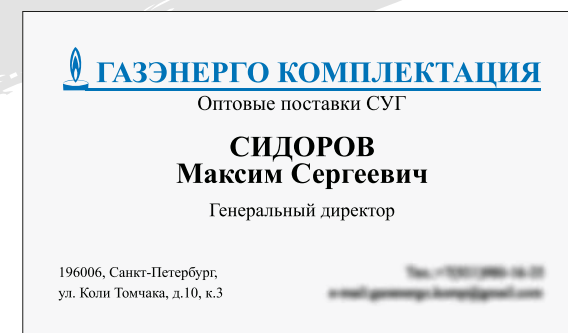 ГАЗЭНЕРГО КОМПЛЕКТАЦИЯ
Оптовые поставки СУГ
СИДОРОВ
Максим Сергеевич
Генеральный директор
196006, Санкт-Петербург,
ул. Коли Томчака, д.10, к.3